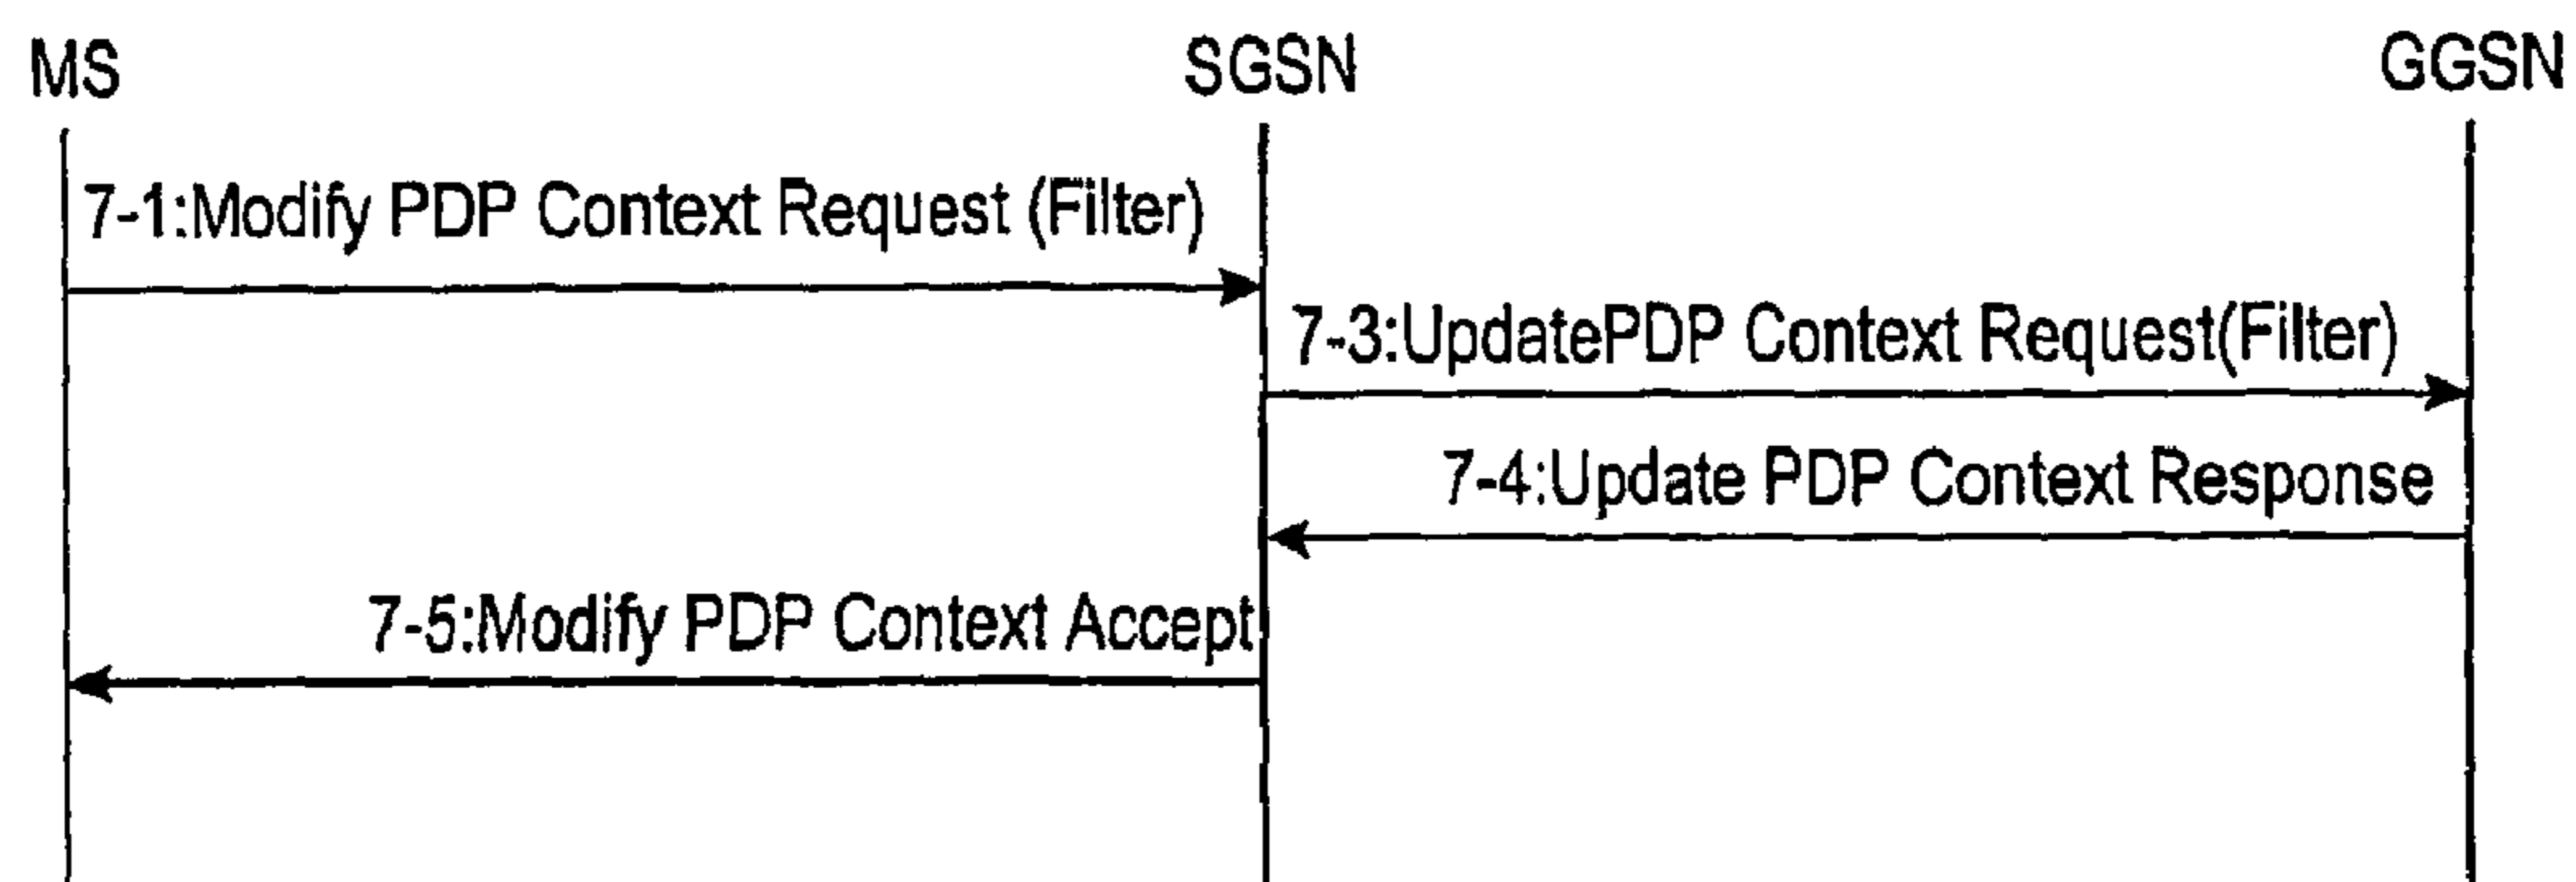 MS SGSN GGSN
7-1:Modify PDP Context Request (Filter)
7-3:UpdatePDP Context Request(Filter)
7-4:Update PDP Context Response
7-5:Modify PDP Context Accept